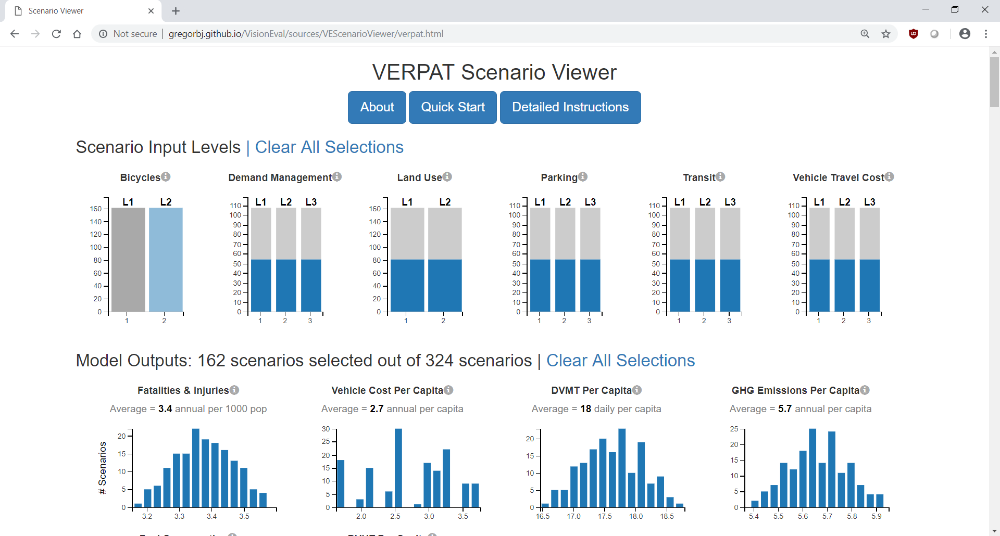 Scenario Viewer
Not secure | gregorbj.github.io/VisionEval/sources/VEScenarioViewer/verpat.html
VERPAT Scenario Viewer
About Quick Start Detailed Instructions
Scenario Input Levels | Clear All Selections
Bicycles Demand Management Land Use Parking Transit Vehicle Travel Cost
L1 L2 L1 L2 L3 L1 L2 L1 L2 L3 L1 L2 L3 L1 L2 L3
160 110 160 110 110 110
140 100 140 100 100 100
120 90 120 90 90 90
100 80 100 80 80 80
80 70 80 70 70 70
60 60 60 60 60 60
40 50 40 50 50 50
20 40 20 40 40 40
0 30 0 30 30 30
20 20 20 20
10 10 10 10
0 0 0 0
1 2 1 2 3 1 2 1 2 3 1 2 3 1 2 3
Model Outputs: 162 scenarios selected out of 324 scenarios | Clear All Selections
Fatalities & Injuries Vehicle Cost Per Capita DVMT Per Capita GHG Emissions Per Capita
Average = 3.4 annual per 1000 pop Average = 2.7 annual per capita Average = 18 daily per capita Average = 5.7 annual per capita
# Scenarios
20 30 20 25
15 25 15 20
10 20 10 15
5 15 5 10
0 10 0 5
5 0
0
3.2 3.3 3.4 3.5 2.0 2.5 3.0 3.5 16.5 17.0 17.5 18.0 18.5 5.4 5.5 5.6 5.7 5.8 5.9